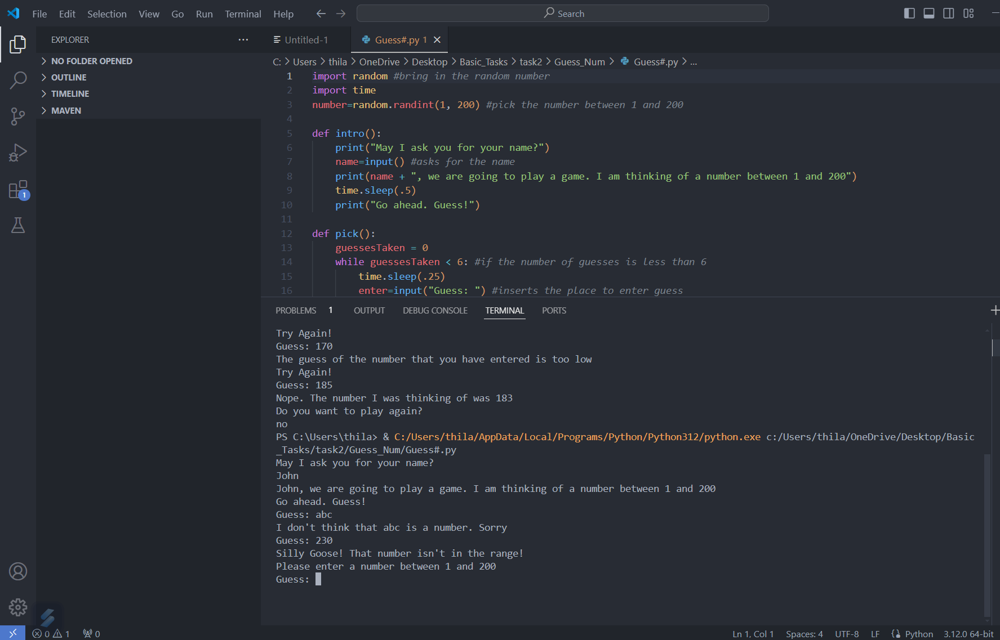 File Edit Selection View Go Run Terminal Help Search
EXPLORER
NO FOLDER OPENED
OUTLINE
TIMELINE
MAVEN
1
Untitled-1 Guess#.py 1
C: > Users > thila > OneDrive > Desktop > Basic_Tasks > task2 > Guess_Num > Guess#.py > ...
1 import random #bring in the random number
2 import time
3 number=random.randint(1, 200) #pick the number between 1 and 200
4
5 def intro():
6 print("May I ask you for your name?")
7 name=input() #asks for the name
8 print(name + ", we are going to play a game. I am thinking of a number between 1 and 200")
9 time.sleep(.5)
10 print("Go ahead. Guess!")
11
12 def pick():
13 guessesTaken = 0
14 while guessesTaken < 6: #if the number of guesses is less than 6
15 time.sleep(.25)
16 enter=input("Guess: ") #inserts the place to enter guess
PROBLEMS 1 OUTPUT DEBUG CONSOLE TERMINAL PORTS
Try Again!
Guess: 170
The guess of the number that you have entered is too low
Try Again!
Guess: 185
Nope. The number I was thinking of was 183
Do you want to play again?
no
PS C:\Users\thila> & C:/Users/thila/AppData/Local/Programs/Python/Python312/python.exe c:/Users/thila/OneDrive/Desktop/Basic
_Tasks/task2/Guess_Num/Guess#.py
May I ask you for your name?
John
John, we are going to play a game. I am thinking of a number between 1 and 200
Go ahead. Guess!
Guess: abc
I don't think that abc is a number. Sorry
Guess: 230
Silly Goose! That number isn't in the range!
Please enter a number between 1 and 200
Guess:
0 1 0 Ln 1, Col 1 Spaces: 4 UTF-8 LF Python 3.12.0 64-bit